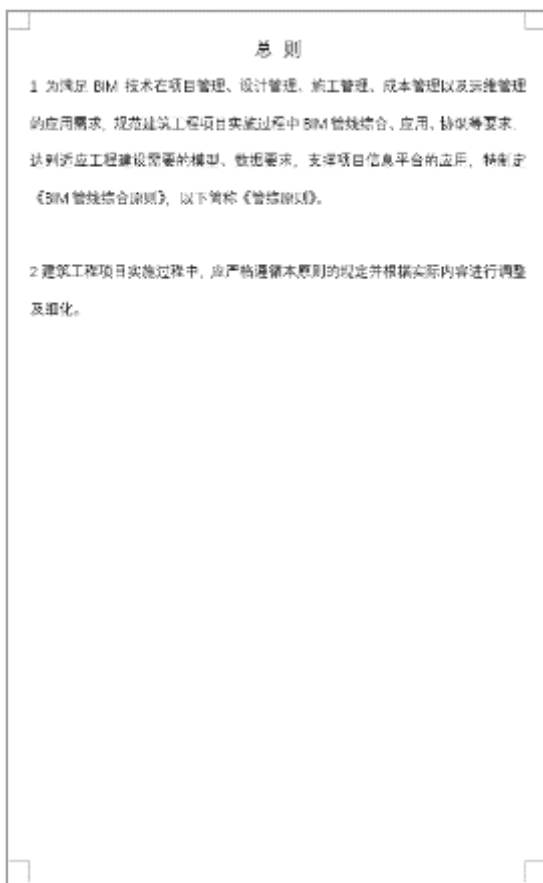 总 则
1 为满足 BIM 技术在项目管理、设计管理、施工管理、成本管理以及运维管理
的应用需求，规范建筑工程项目实施过程中 BIM 管线综合、应用、协筑等要求，
达到适应工程建设需要的模型、数据要求，支撑项目信息平台的应用，特制定
《BIM 管线综合原则》，以下简称《管综原则》。
2 建筑工程项目实施过程中，应严格遵循本原则的规定并根据实际内容进行调整
及细化。